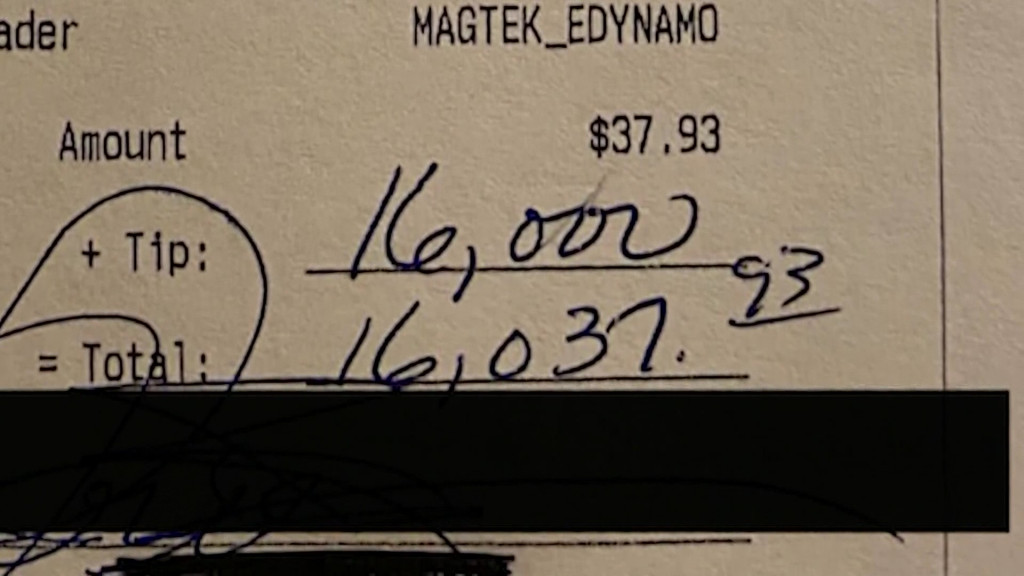 ader MAGTEK_EDYNAMO
Amount $37.93
+ Tip: 16,000
= Total: 16,037.93